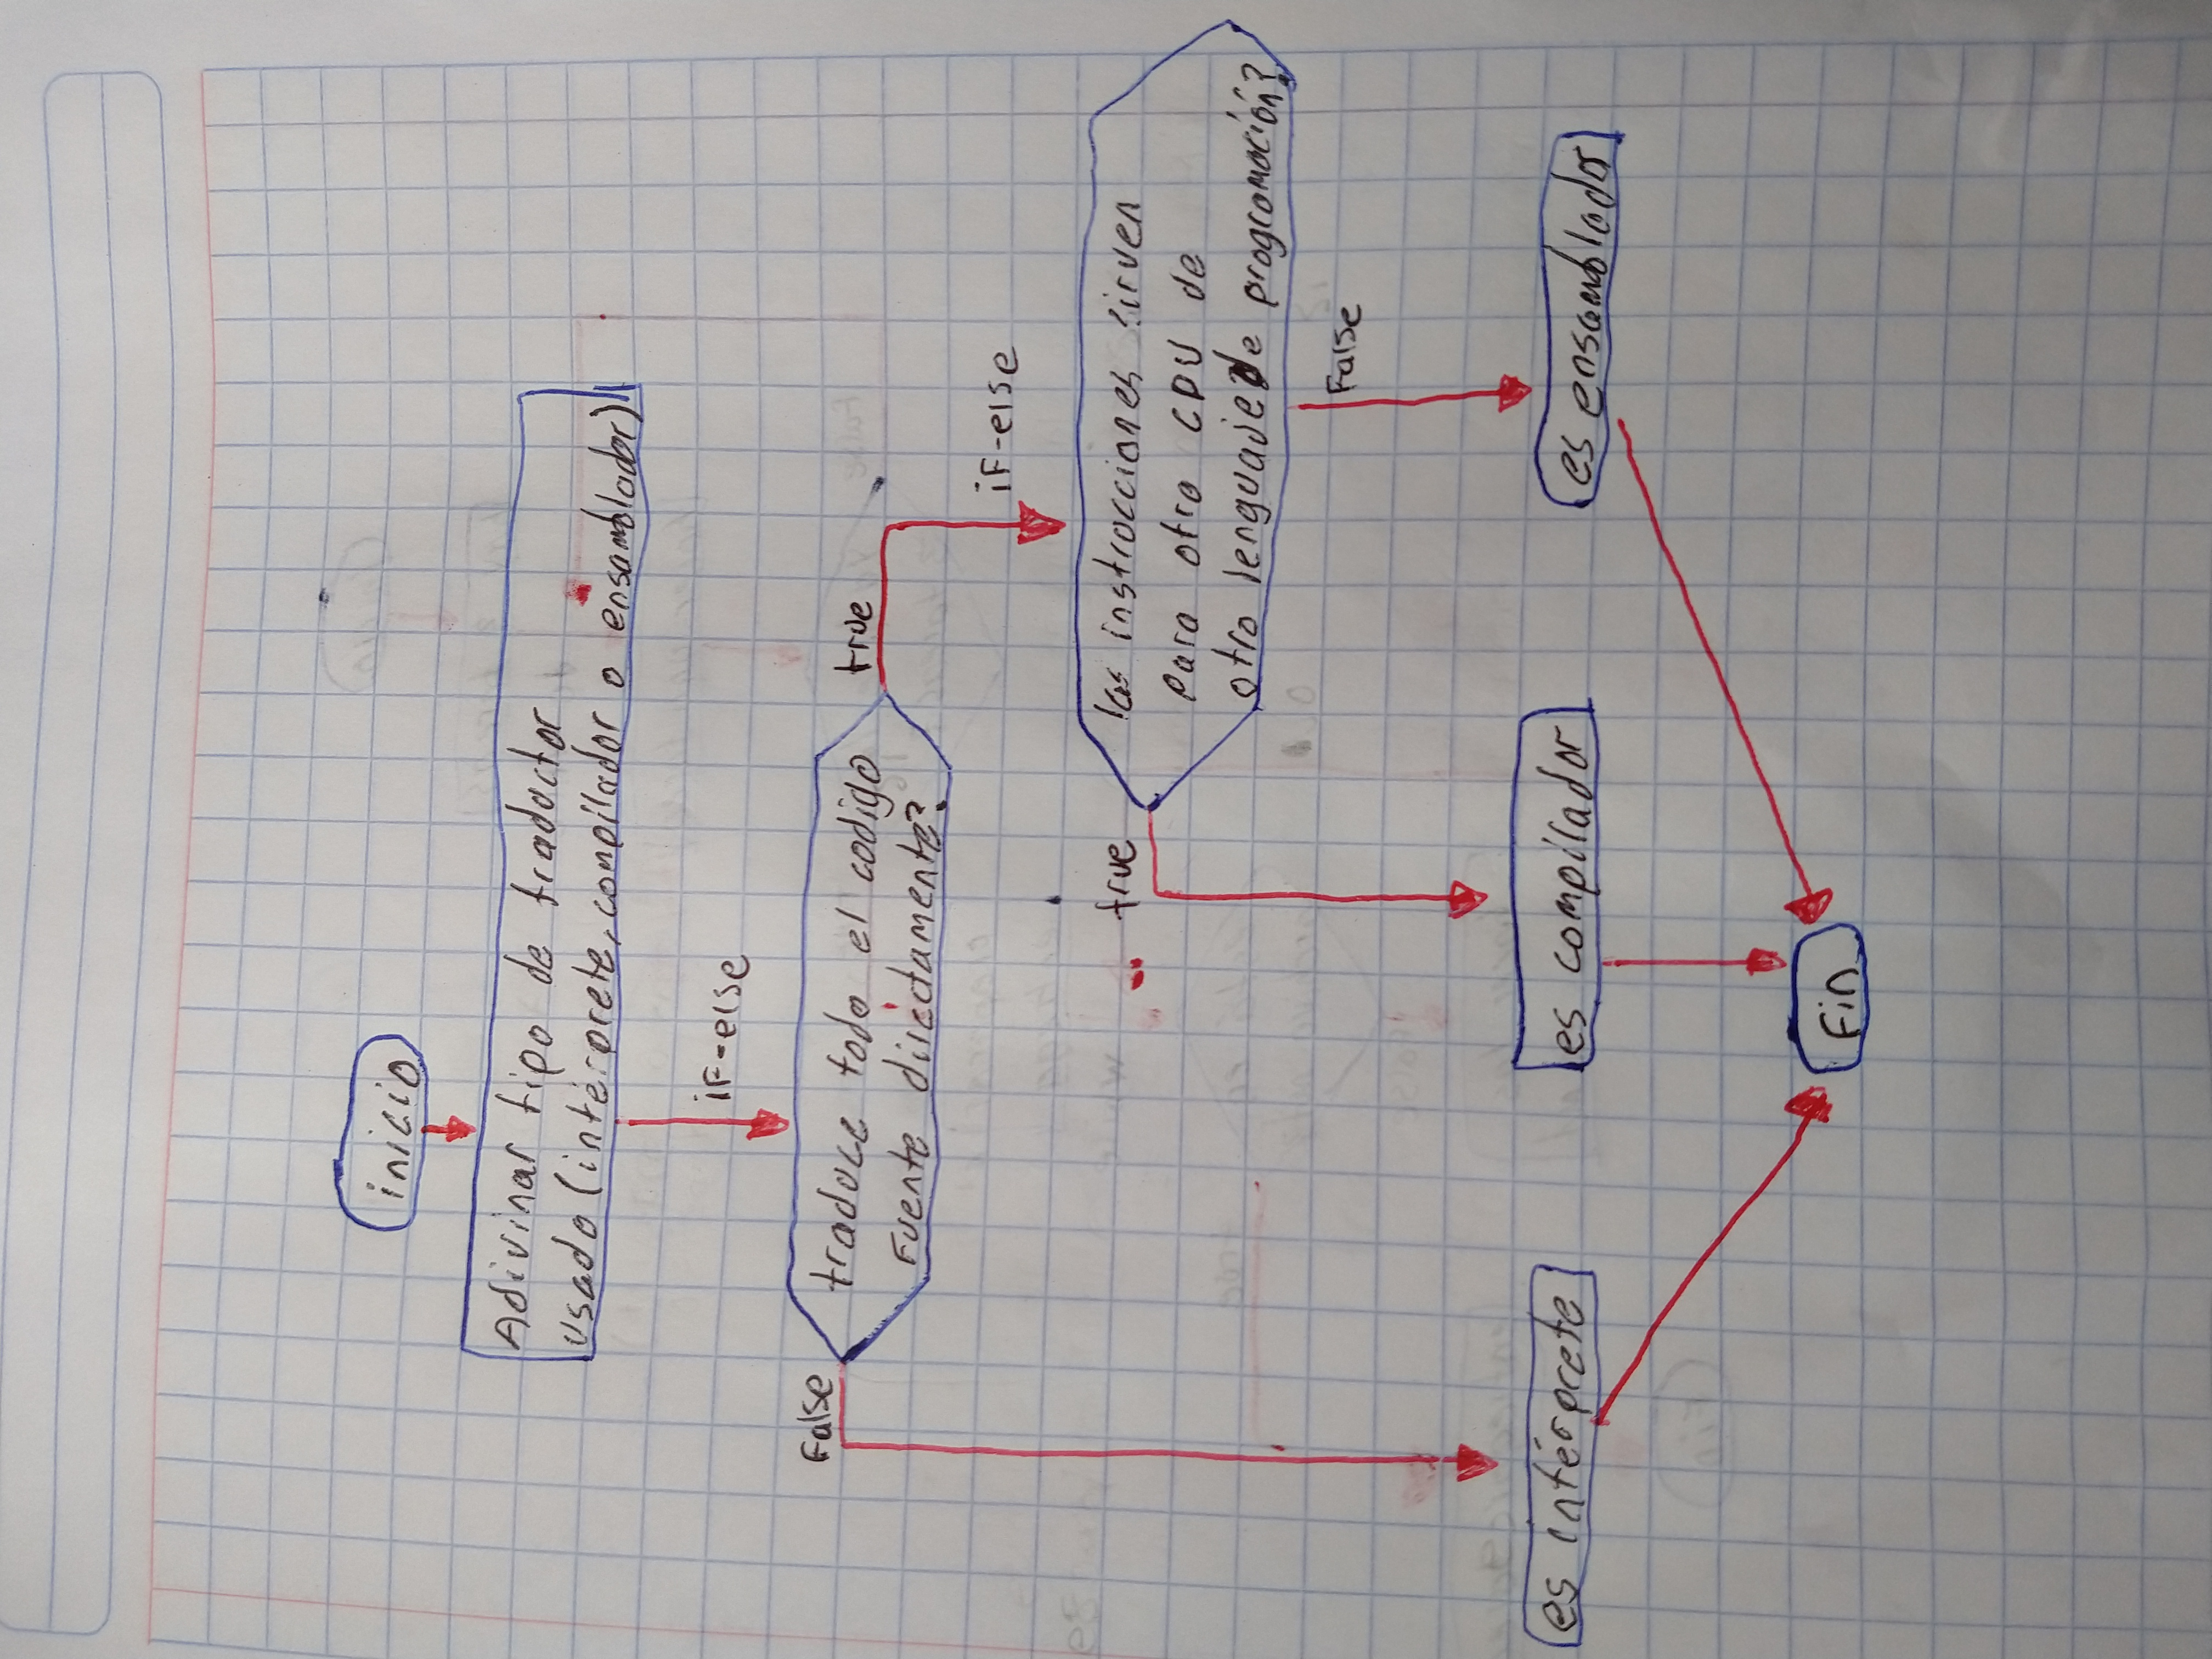 inicio
Adivinar tipo de traductor
usado (intérprete, compilador o ensamblador)
if-else
False
traduce todo el codigo
fuente directamente?
true
if-else
true
las instrucciones sirven
para otro CPU de
otro lenguaje de programación?
False
es intérprete
es compilador
es ensamblador
Fin